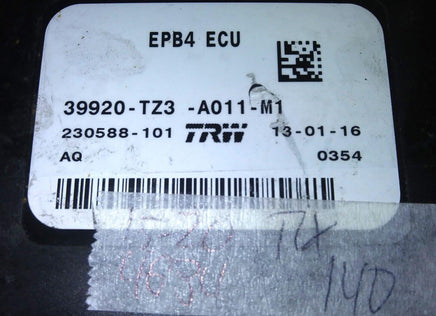 EPB4 ECU
39920-TZ3 -A011-M1
230588-101 TRW 13-01-16
AQ 0354
140